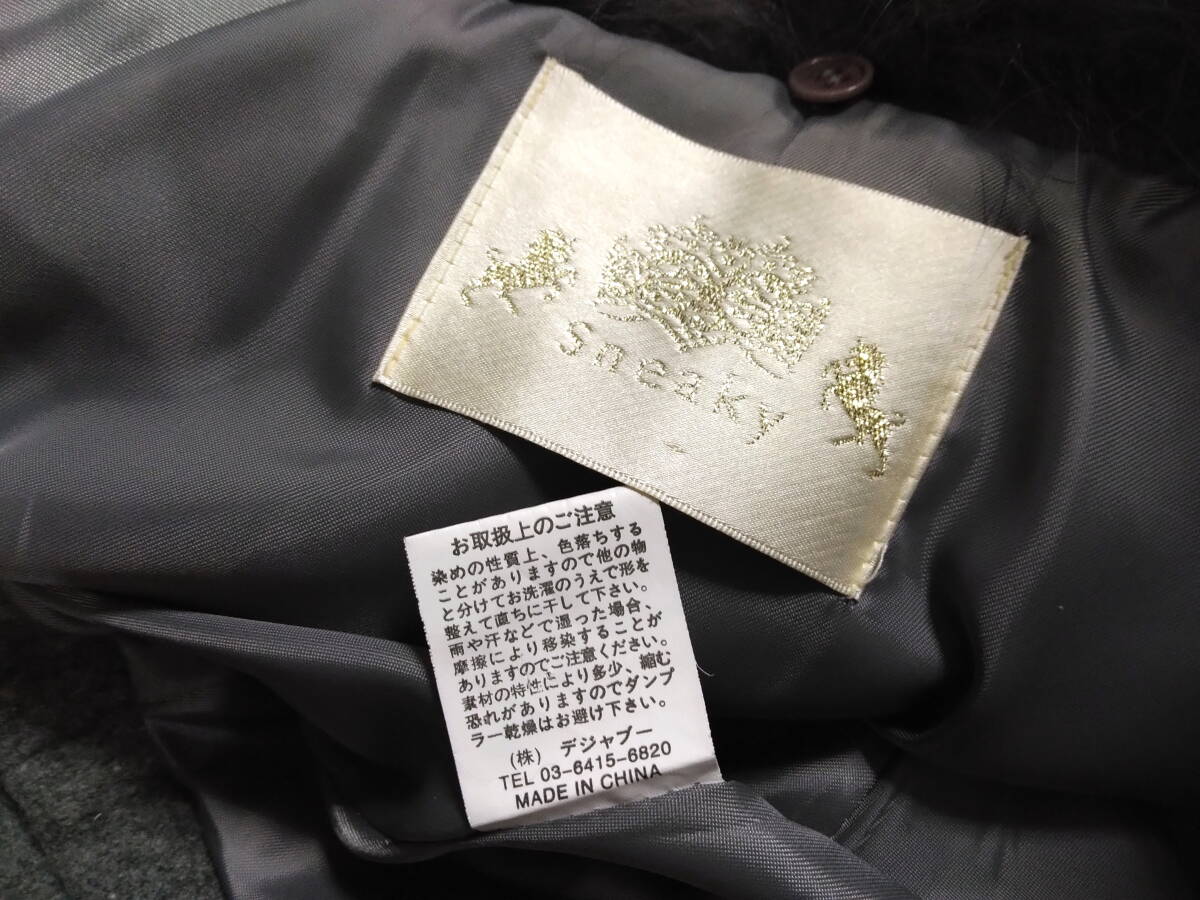 Sneaky
お取扱上のご注意
染めの性質上、色落ちする
ことがありますので他の物
と分けてお洗濯のうえで形を
整えて直ちに干して下さい。
雨や汗などで湿った場合、
摩擦により移染することが
ありますのでご注意ください。
素材の特性により多少、縮む
恐れがありますのでダンブ
ラー乾燥はお避け下さい。
(株) デジャブー
TEL 03-6415-6820
MADE IN CHINA